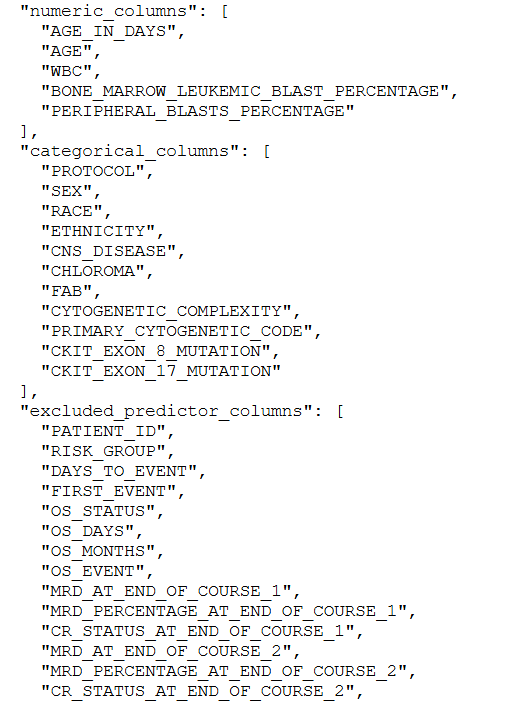 "numeric_columns": [
"AGE_IN_DAYS",
"AGE",
"WBC",
"BONE_MARROW_LEUKEMIC_BLAST_PERCENTAGE",
"PERIPHERAL_BLASTS_PERCENTAGE"
],
"categorical_columns": [
"PROTOCOL",
"SEX",
"RACE",
"ETHNICITY",
"CNS_DISEASE",
"CHLOROMA",
"FAB",
"CYTOGENETIC_COMPLEXITY",
"PRIMARY_CYTOGENETIC_CODE",
"CKIT_EXON_8_MUTATION",
"CKIT_EXON_17_MUTATION"
],
"excluded_predictor_columns": [
"PATIENT_ID",
"RISK_GROUP",
"DAYS_TO_EVENT",
"FIRST_EVENT",
"OS_STATUS",
"OS_DAYS",
"OS_MONTHS",
"OS_EVENT",
"MRD_AT_END_OF_COURSE_1",
"MRD_PERCENTAGE_AT_END_OF_COURSE_1",
"CR_STATUS_AT_END_OF_COURSE_1",
"MRD_AT_END_OF_COURSE_2",
"MRD_PERCENTAGE_AT_END_OF_COURSE_2",
"CR_STATUS_AT_END_OF_COURSE_2",